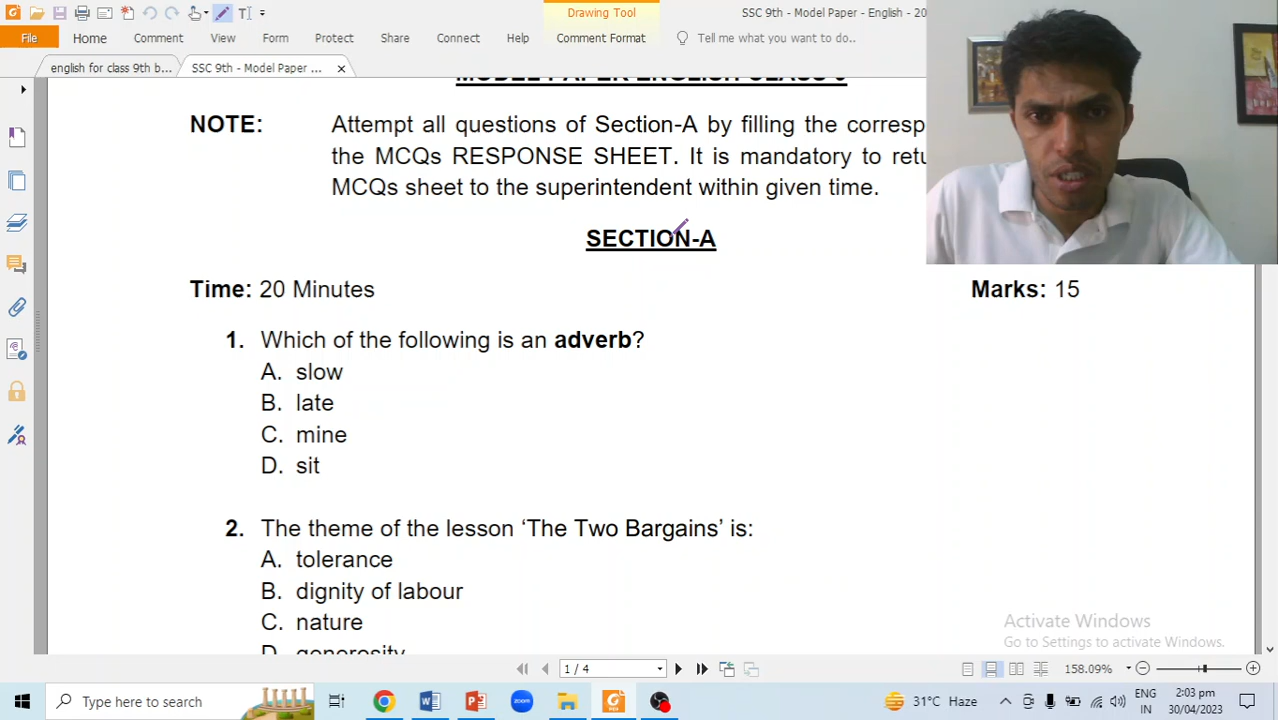 Drawing Tool
SSC 9th - Model Paper - English - 20
File Home Comment View Form Protect Share Connect Help Comment Format Tell me what you want to do..
english for class 9th b... SSC 9th - Model Paper ...
NOTE: Attempt all questions of Section-A by filling the corresp
the MCQs RESPONSE SHEET. It is mandatory to retu
MCQs sheet to the superintendent within given time.
SECTION-A
Time: 20 Minutes Marks: 15
1. Which of the following is an adverb?
A. slow
B. late
C. mine
D. sit
2. The theme of the lesson ‘The Two Bargains’ is:
A. tolerance
B. dignity of labour
C. nature
D. generosity
Activate Windows
Go to Settings to activate Windows.
1 / 4 158.09%
Type here to search zoom 31°C Haze ENG 2:03 pm
IN 30/04/2023